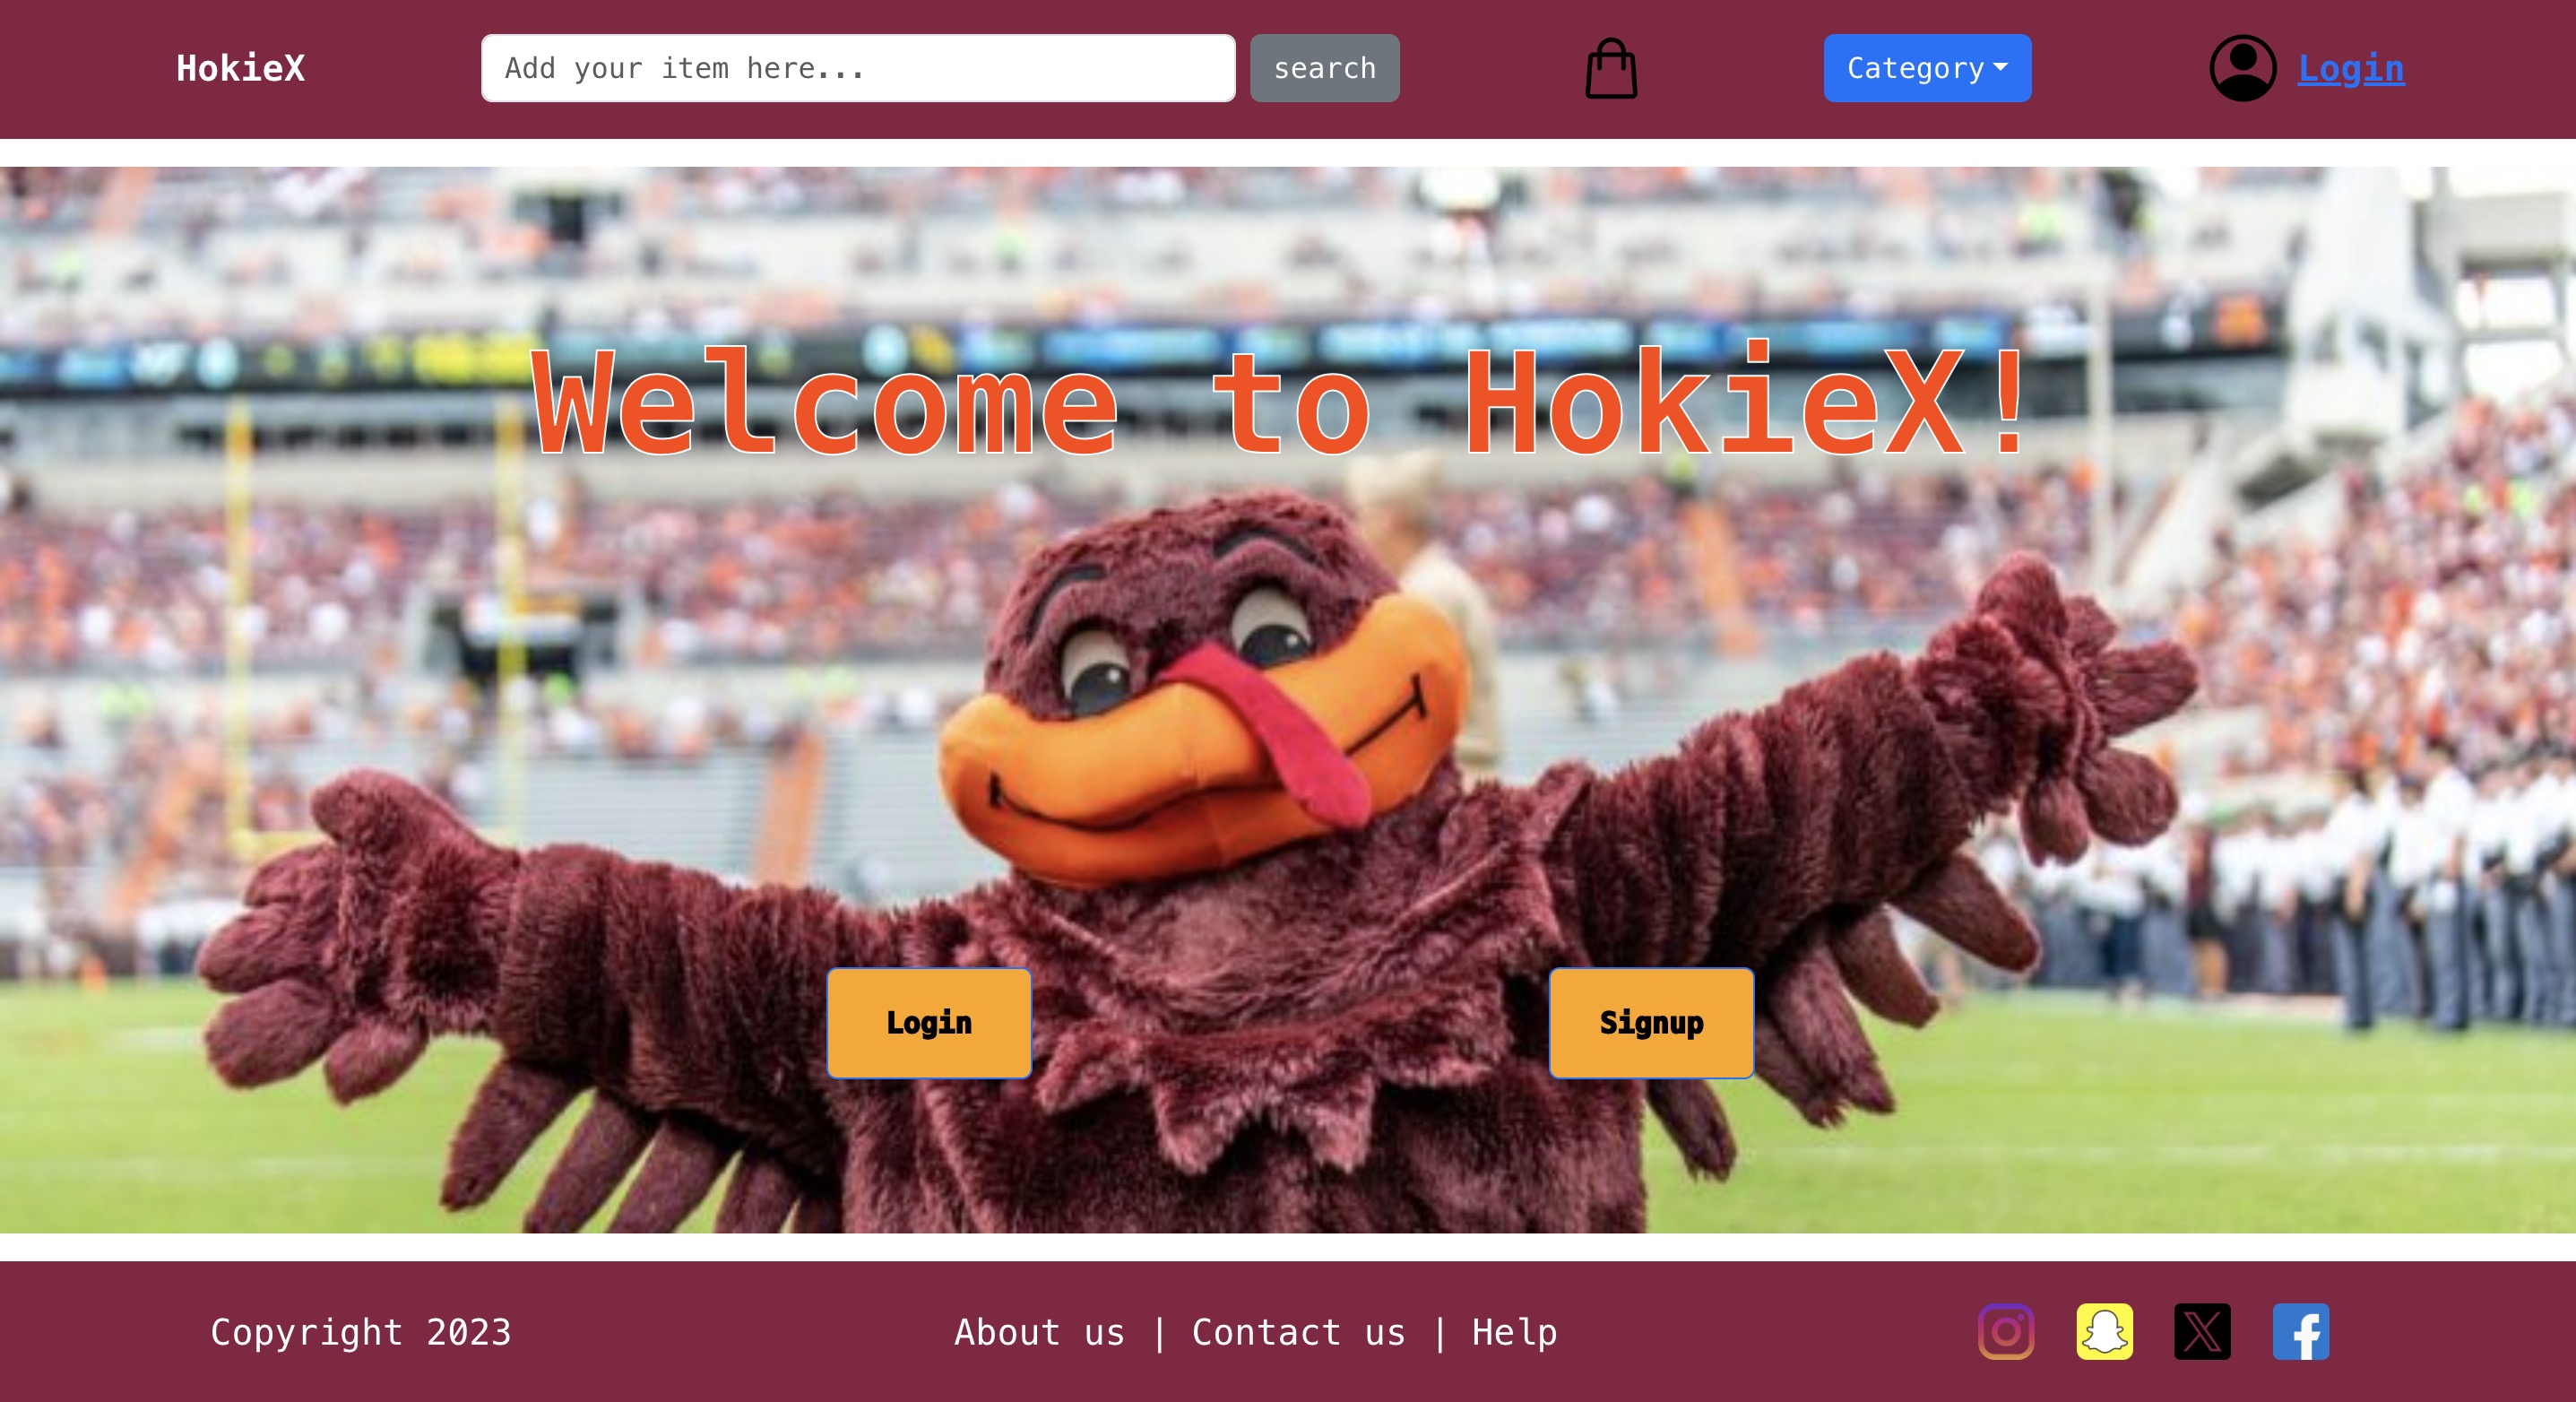 HokieX
Add your item here...
search
Category
Login
Welcome to HokieX!
Login
Signup
Copyright 2023
About us | Contact us | Help